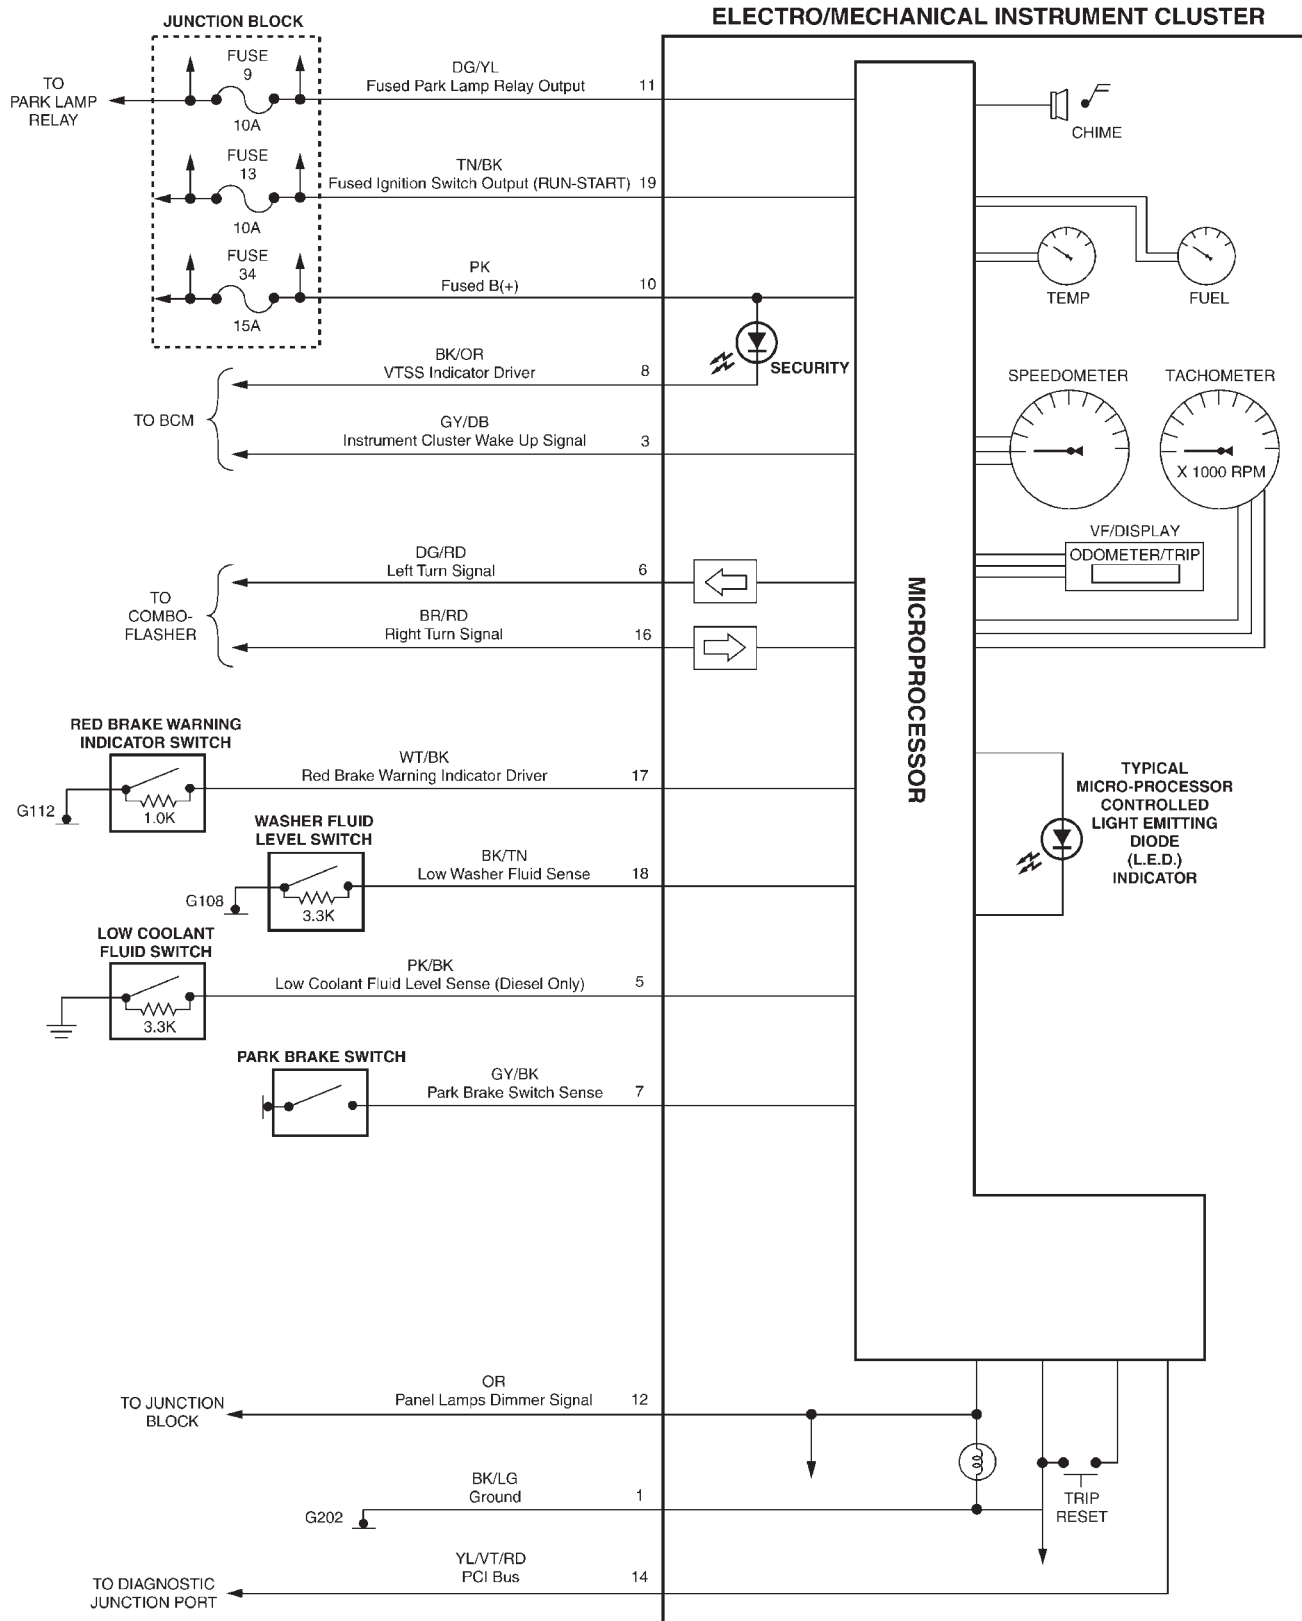 ELECTRO/MECHANICAL INSTRUMENT CLUSTER
JUNCTION BLOCK
FUSE
9
10A
TO
PARK LAMP
RELAY
DG/YL
Fused Park Lamp Relay Output
11
CHIME
FUSE
13
10A
TN/BK
Fused Ignition Switch Output (RUN-START)
19
FUSE
34
15A
PK
Fused B(+)
10
TEMP
FUEL
BK/OR
VTSS Indicator Driver
8
SECURITY
TO BCM
GY/DB
Instrument Cluster Wake Up Signal
3
SPEEDOMETER
TACHOMETER
X 1000 RPM
VF/DISPLAY
ODOMETER/TRIP
DG/RD
Left Turn Signal
6
TO
COMBO-
FLASHER
BR/RD
Right Turn Signal
16
MICROPROCESSOR
RED BRAKE WARNING
INDICATOR SWITCH
G112
1.0K
WT/BK
Red Brake Warning Indicator Driver
17
TYPICAL
MICRO-PROCESSOR
CONTROLLED
LIGHT EMITTING
DIODE
(L.E.D.)
INDICATOR
WASHER FLUID
LEVEL SWITCH
G108
3.3K
BK/TN
Low Washer Fluid Sense
18
LOW COOLANT
FLUID SWITCH
3.3K
PK/BK
Low Coolant Fluid Level Sense (Diesel Only)
5
PARK BRAKE SWITCH
GY/BK
Park Brake Switch Sense
7
TO JUNCTION
BLOCK
OR
Panel Lamps Dimmer Signal
12
BK/LG
Ground
1
G202
TRIP
RESET
YL/VT/RD
PCI Bus
14
TO DIAGNOSTIC
JUNCTION PORT